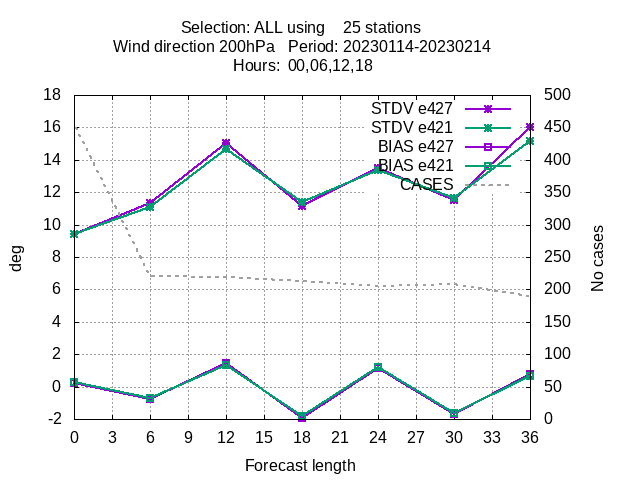 Selection: ALL using    25 stations
Wind direction 200hPa   Period: 20230114-20230214
Hours:  00,06,12,18
STDV e427
STDV e421
BIAS e427
BIAS e421
CASES
18
16
14
12
10
8
6
4
2
0
-2
500
450
400
350
300
250
200
150
100
50
0
deg
No cases
0 3 6 9 12 15 18 21 24 27 30 33 36
Forecast length